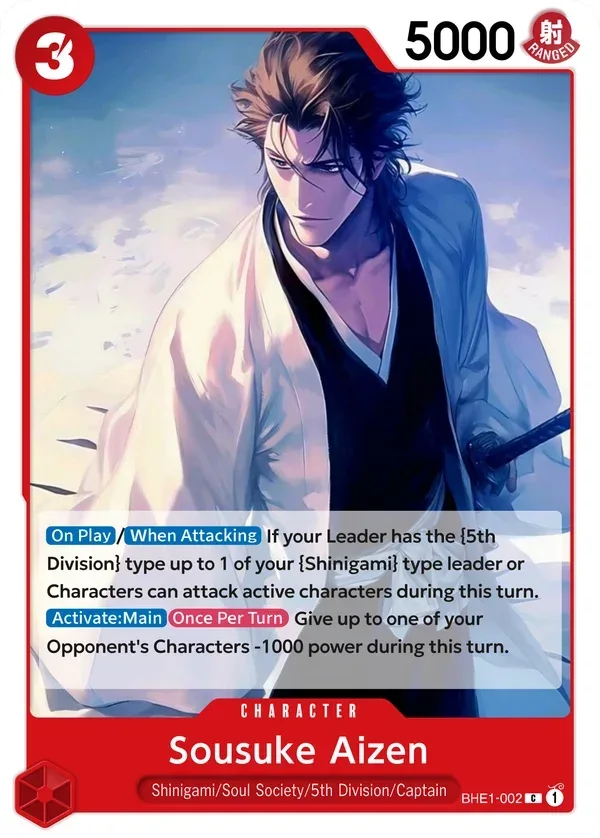 3
5000
射
RANGED
On Play/When Attacking If your Leader has the {5th
Division} type up to 1 of your {Shinigami} type leader or
Characters can attack active characters during this turn.
Activate:Main Once Per Turn Give up to one of your
Opponent's Characters -1000 power during this turn.
CHARACTER
Sousuke Aizen
Shinigami/Soul Society/5th Division/Captain
BHE1-002 C 1